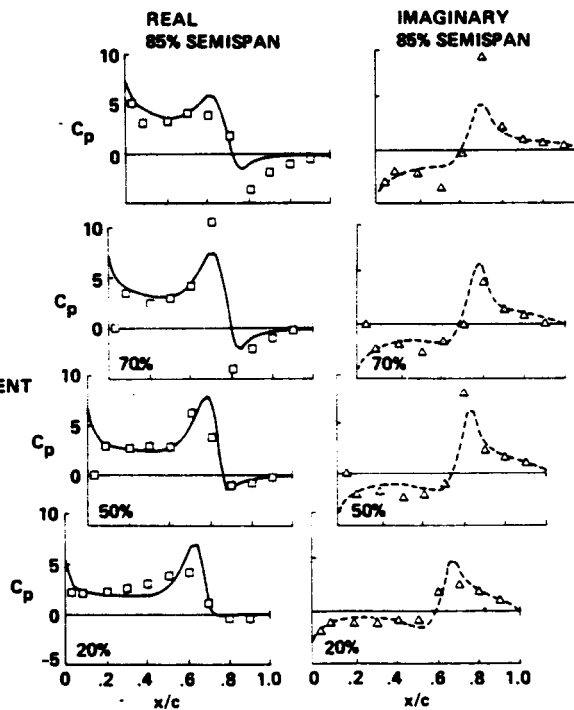 REAL
85% SEMISPAN
IMAGINARY
85% SEMISPAN
10
5
0
Cp
10
5
0
Cp
70%
70%
ENT
10
5
0
Cp
50%
50%
10
5
0
-5
Cp
20%
20%
0 .2 .4 .6 .8 1.0
x/c
0 .2 .4 .6 .8 1.0
x/c